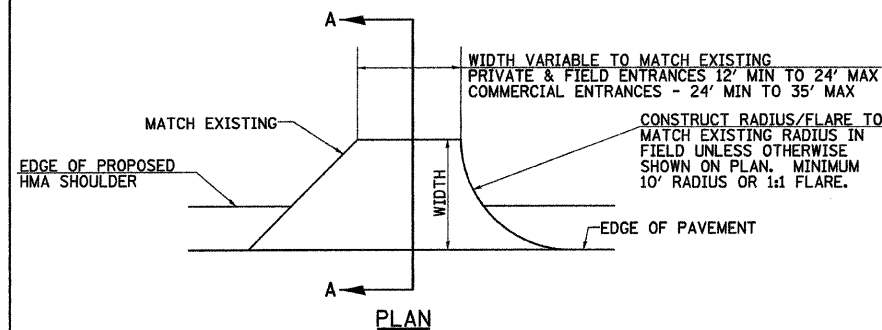 A
WIDTH VARIABLE TO MATCH EXISTING
PRIVATE & FIELD ENTRANCES 12' MIN TO 24' MAX
COMMERCIAL ENTRANCES - 24' MIN TO 35' MAX
MATCH EXISTING
CONSTRUCT RADIUS/FLARE TO
MATCH EXISTING RADIUS IN
FIELD UNLESS OTHERWISE
SHOWN ON PLAN. MINIMUM
10' RADIUS OR 1:1 FLARE.
EDGE OF PROPOSED
HMA SHOULDER
WIDTH
EDGE OF PAVEMENT
A
PLAN